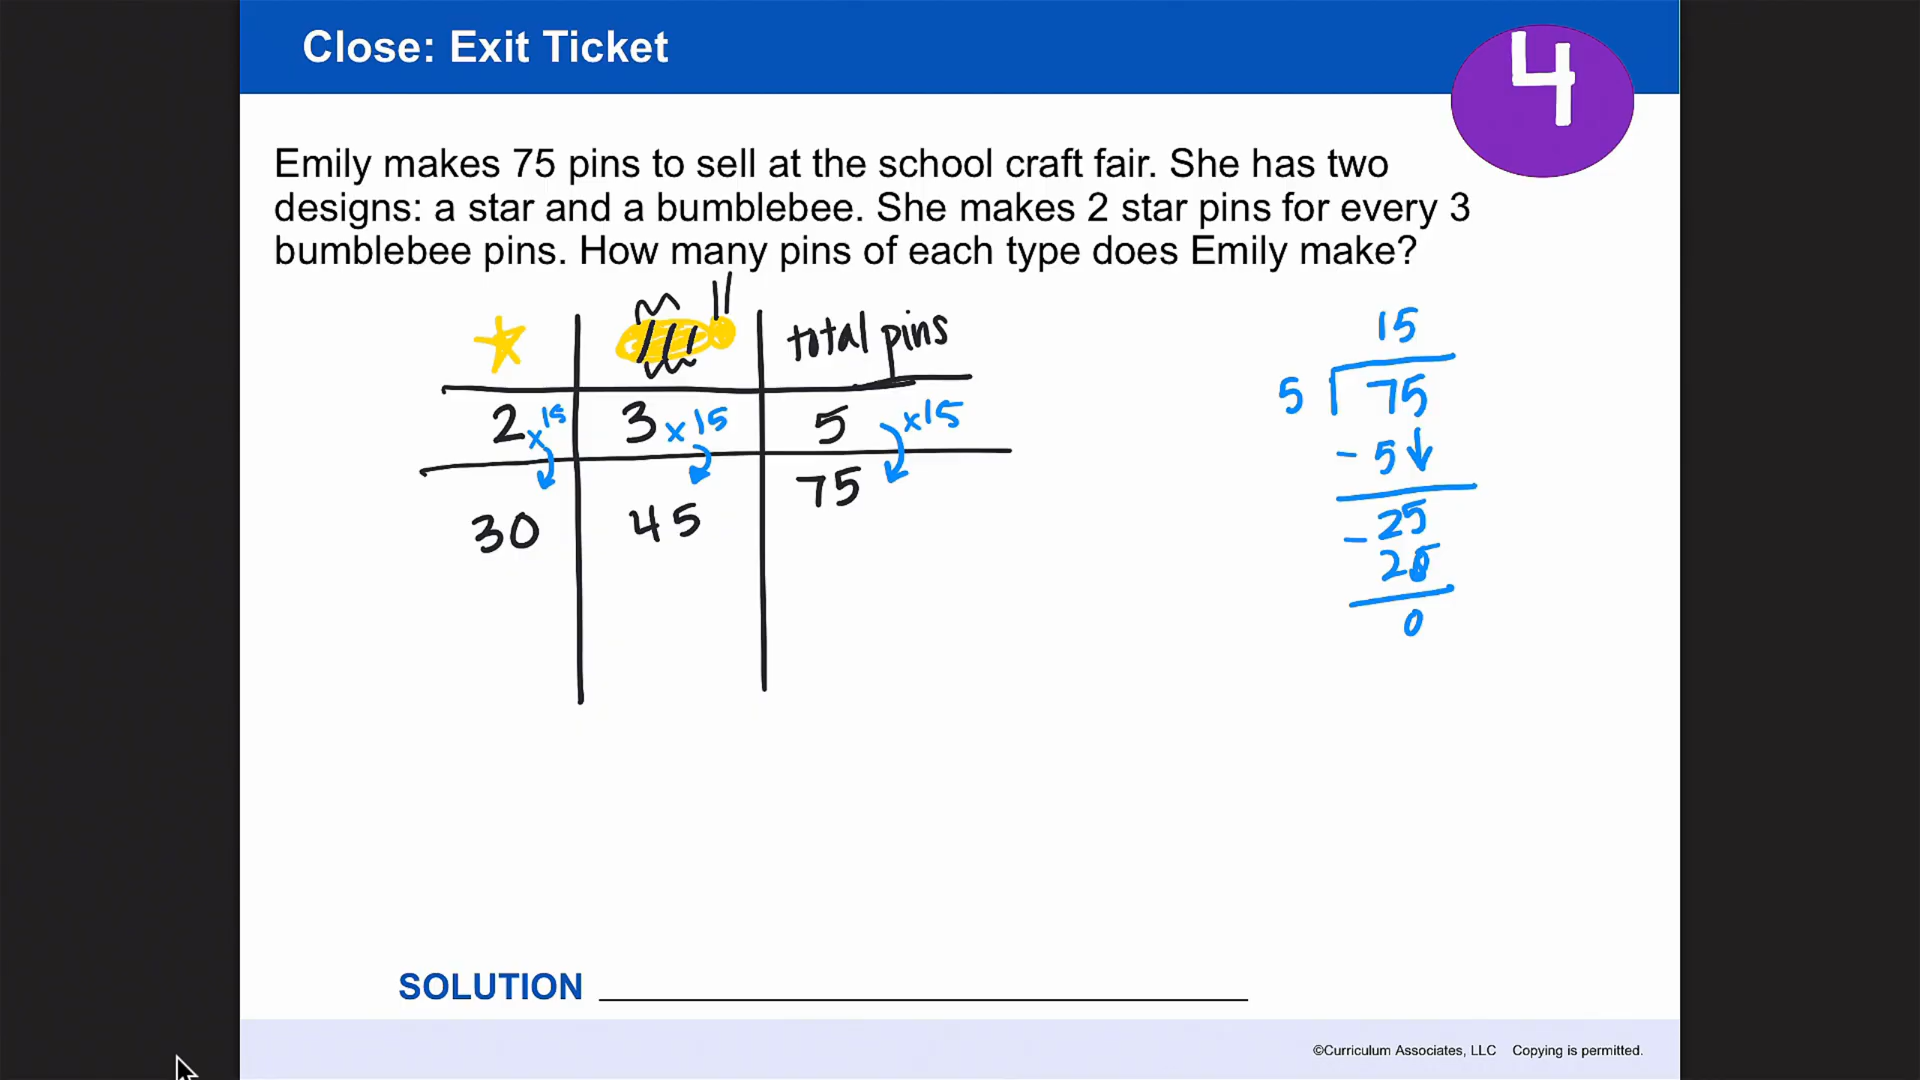 Close: Exit Ticket
4
Emily makes 75 pins to sell at the school craft fair. She has two
designs: a star and a bumblebee. She makes 2 star pins for every 3
bumblebee pins. How many pins of each type does Emily make?
total pins
2 x15 3 x15 5 x15
30 45 75
15
5 75
- 5
- 25
25
0
SOLUTION
©Curriculum Associates, LLC Copying is permitted.